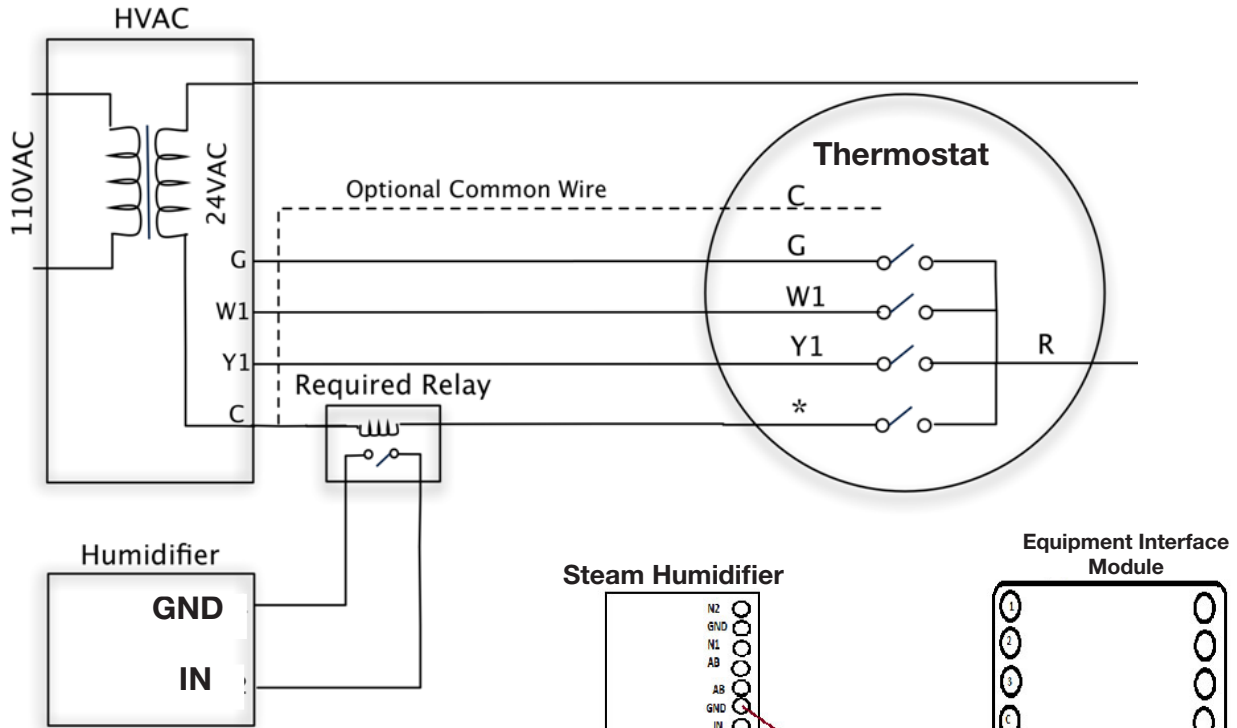 HVAC
110VAC
24VAC
Thermostat
Optional Common Wire
C
G
G
W1
W1
Y1
Y1
R
Required Relay
C
*
Humidifier
GND
IN
Steam Humidifier
N2
GND
N1
AB
AB
GND
IN
Equipment Interface
Module
1
2
3
C